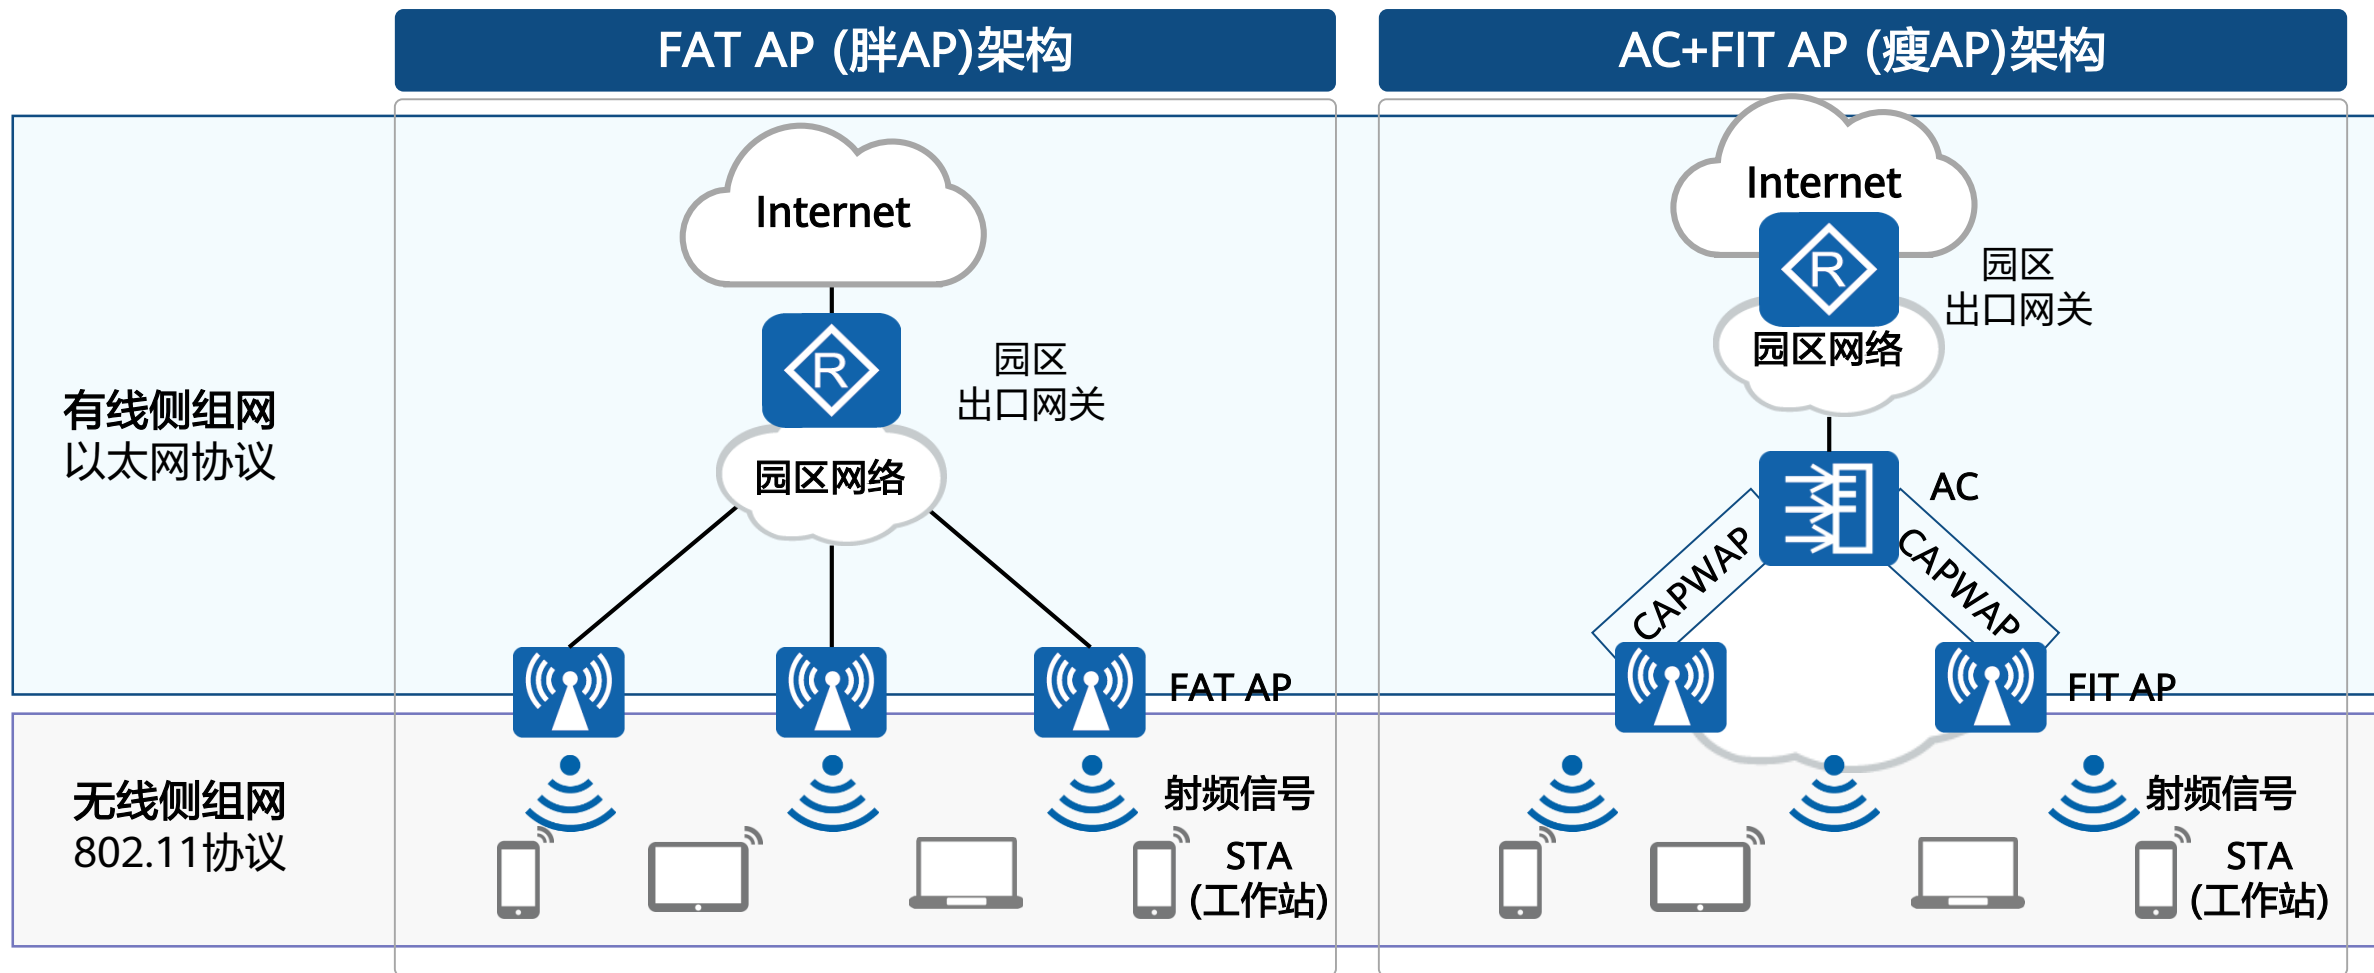 FAT AP (胖AP)架构
AC+FIT AP (瘦AP)架构
有线侧组网
以太网协议
Internet
R
园区
出口网关
园区网络
FAT AP
Internet
R
园区
出口网关
园区网络
AC
CAPWAP
CAPWAP
FIT AP
无线侧组网
802.11协议
射频信号
STA
(工作站)
射频信号
STA
(工作站)